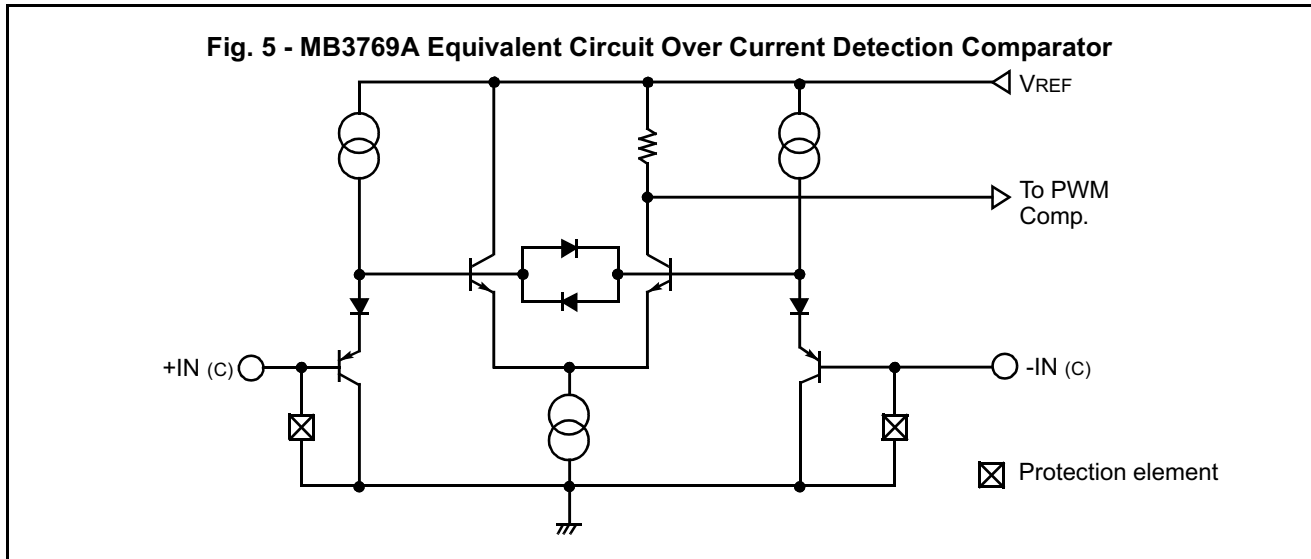 Fig. 5 - MB3769A Equivalent Circuit Over Current Detection Comparator
VREF
To PWM
Comp.
+IN (C)
-IN (C)
Protection element